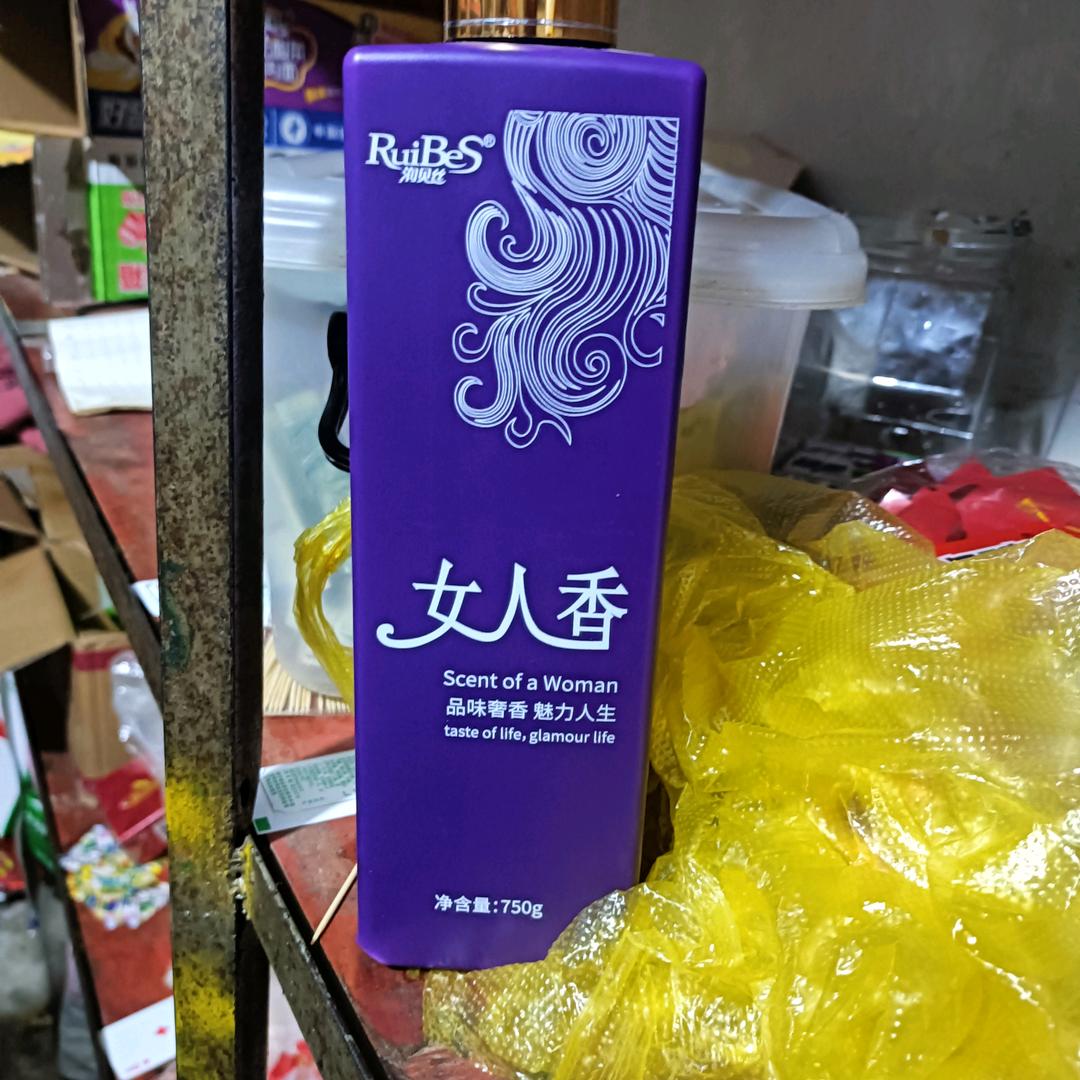 RuiBeS®
润贝丝
女人香
Scent of a Woman
品味奢香 魅力人生
taste of life, glamour life
净含量:750g